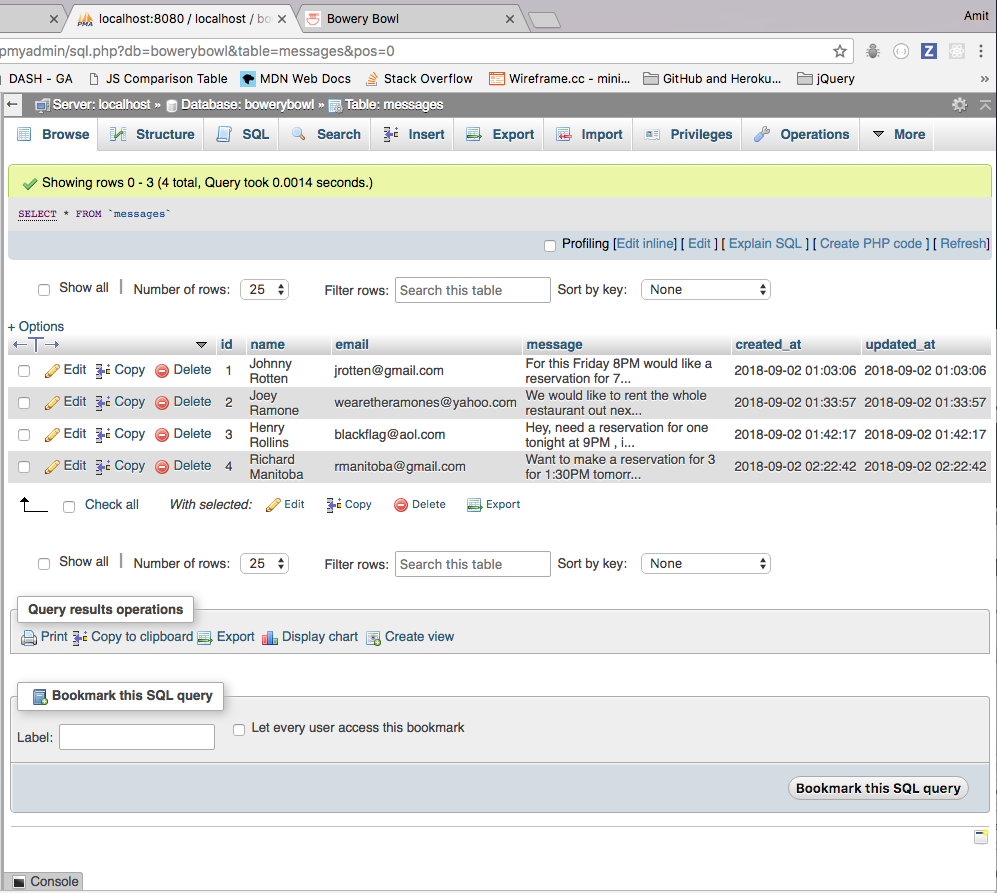 Amit
localhost:8080 / localhost / bo
Bowery Bowl
pmyadmin/sql.php?db=bowerybowl&table=messages&pos=0
DASH - GA JS Comparison Table MDN Web Docs Stack Overflow Wireframe.cc - mini... GitHub and Heroku... jQuery »
Server: localhost » Database: bowerybowl » Table: messages
Browse Structure SQL Search Insert Export Import Privileges Operations More
Showing rows 0 - 3 (4 total, Query took 0.0014 seconds.)
SELECT * FROM `messages`
Profiling [Edit inline] [ Edit ] [ Explain SQL ] [ Create PHP code ] [ Refresh]
Show all | Number of rows: 25 Filter rows: Search this table Sort by key: None
+ Options
←T→ id name email message created_at updated_at
Edit Copy Delete 1 Johnny Rotten jrotten@gmail.com For this Friday 8PM would like a reservation for 7... 2018-09-02 01:03:06 2018-09-02 01:03:06
Edit Copy Delete 2 Joey Ramone wearetheramones@yahoo.com We would like to rent the whole restaurant out nex... 2018-09-02 01:33:57 2018-09-02 01:33:57
Edit Copy Delete 3 Henry Rollins blackflag@aol.com Hey, need a reservation for one tonight at 9PM , i... 2018-09-02 01:42:17 2018-09-02 01:42:17
Edit Copy Delete 4 Richard Manitoba rmanitoba@gmail.com Want to make a reservation for 3 for 1:30PM tomorr... 2018-09-02 02:22:42 2018-09-02 02:22:42
Check all With selected: Edit Copy Delete Export
Show all | Number of rows: 25 Filter rows: Search this table Sort by key: None
Query results operations
Print Copy to clipboard Export Display chart Create view
Bookmark this SQL query
Label: Let every user access this bookmark
Bookmark this SQL query
Console